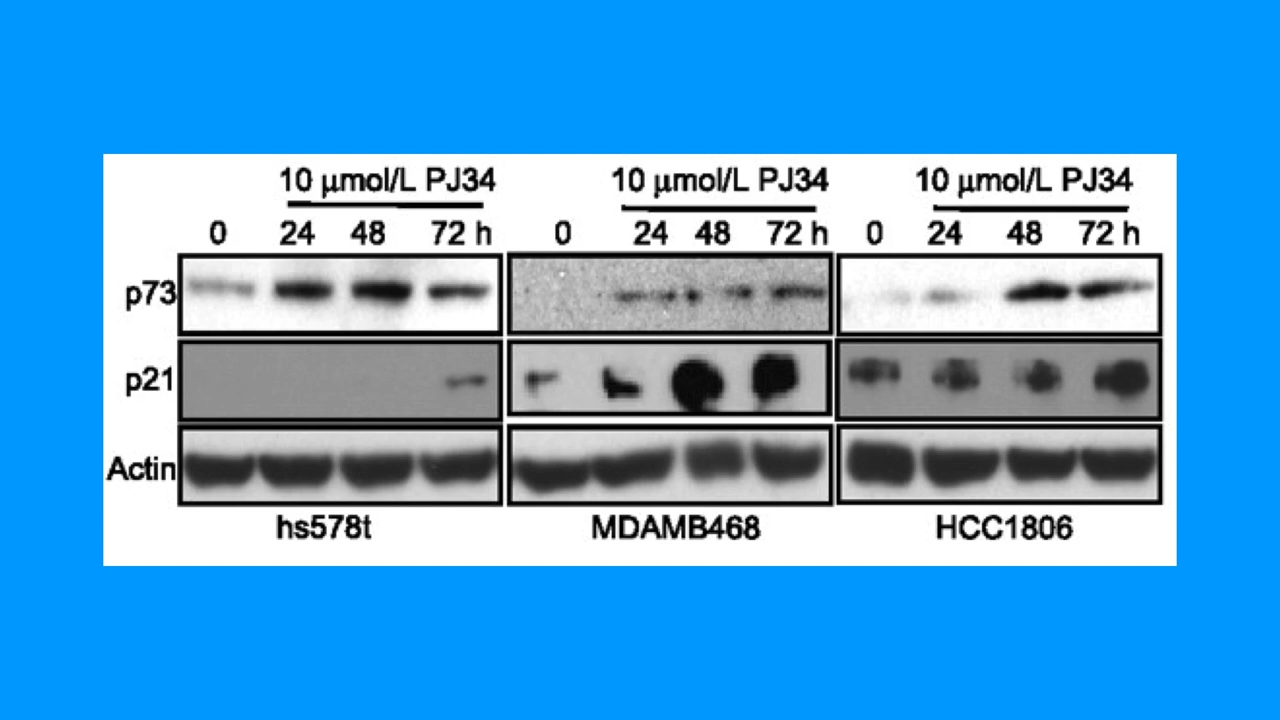 10 μmol/L PJ34 10 μmol/L PJ34 10 μmol/L PJ34
0 24 48 72 h 0 24 48 72 h 0 24 48 72 h
p73
p21
Actin
hs578t MDAMB468 HCC1806